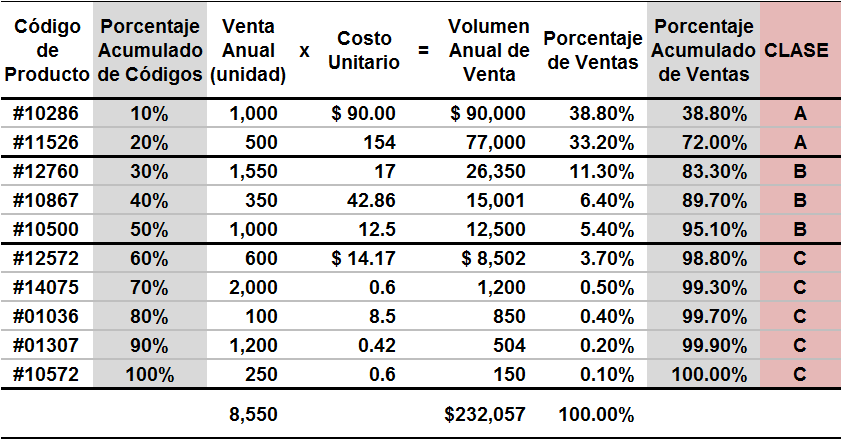 Código de Producto | Porcentaje Acumulado de Códigos | Venta Anual (unidad) | x | Costo Unitario | = | Volumen Anual de Venta | Porcentaje de Ventas | Porcentaje Acumulado de Ventas | CLASE
#10286 10% 1,000 $ 90.00 $ 90,000 38.80% 38.80% A
#11526 20% 500 154 77,000 33.20% 72.00% A
#12760 30% 1,550 17 26,350 11.30% 83.30% B
#10867 40% 350 42.86 15,001 6.40% 89.70% B
#10500 50% 1,000 12.5 12,500 5.40% 95.10% B
#12572 60% 600 $ 14.17 $ 8,502 3.70% 98.80% C
#14075 70% 2,000 0.6 1,200 0.50% 99.30% C
#01036 80% 100 8.5 850 0.40% 99.70% C
#01307 90% 1,200 0.42 504 0.20% 99.90% C
#10572 100% 250 0.6 150 0.10% 100.00% C
8,550 $232,057 100.00%